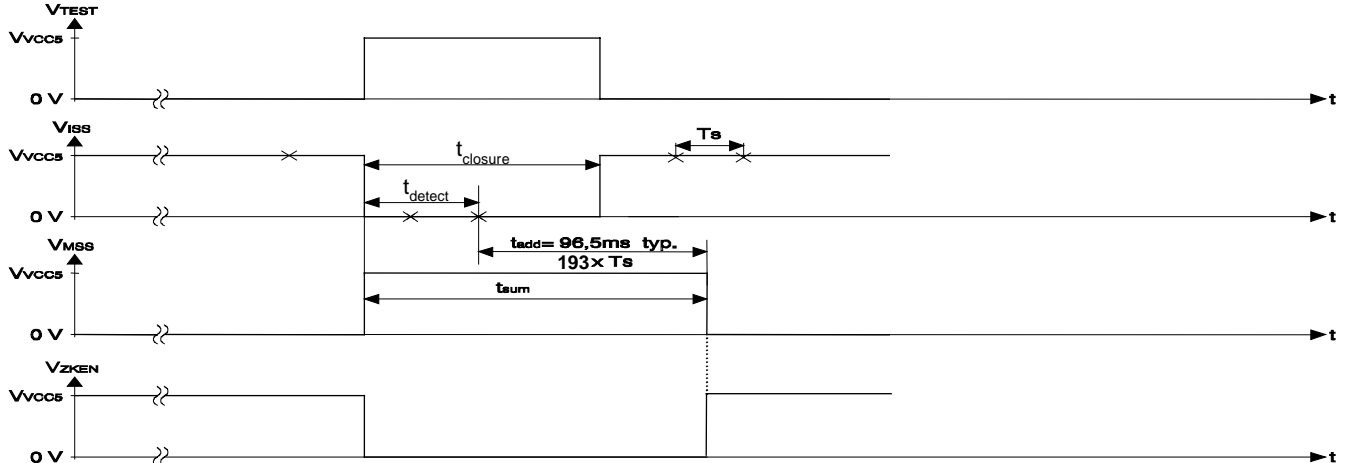 VTEST
VVCC5
0 V
t
VISS
VVCC5
Ts
tclosure
tdetect
0 V
t
VMSS
tadd= 96,5ms typ.
193× Ts
VVCC5
tsum
0 V
t
VZKEN
VVCC5
0 V
t